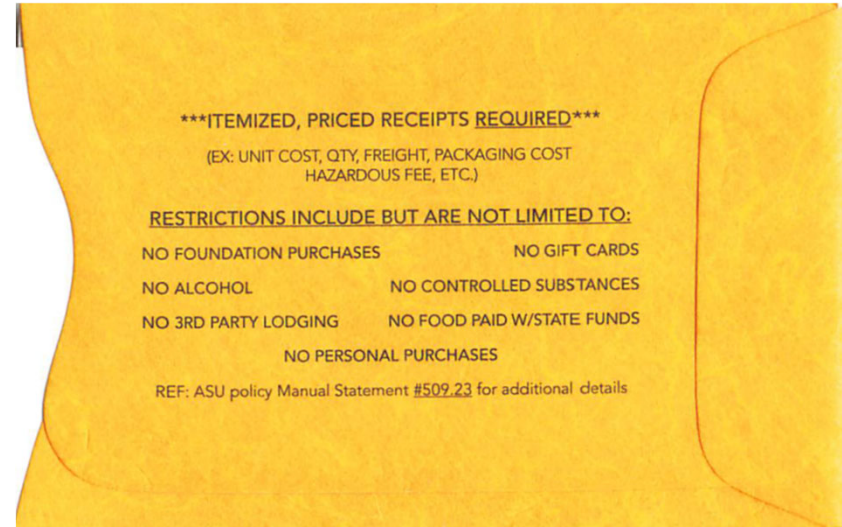 ***ITEMIZED, PRICED RECEIPTS REQUIRED***
(EX: UNIT COST, QTY, FREIGHT, PACKAGING COST
HAZARDOUS FEE, ETC.)
RESTRICTIONS INCLUDE BUT ARE NOT LIMITED TO:
NO FOUNDATION PURCHASES NO GIFT CARDS
NO ALCOHOL NO CONTROLLED SUBSTANCES
NO 3RD PARTY LODGING NO FOOD PAID W/STATE FUNDS
NO PERSONAL PURCHASES
REF: ASU policy Manual Statement #509.23 for additional details